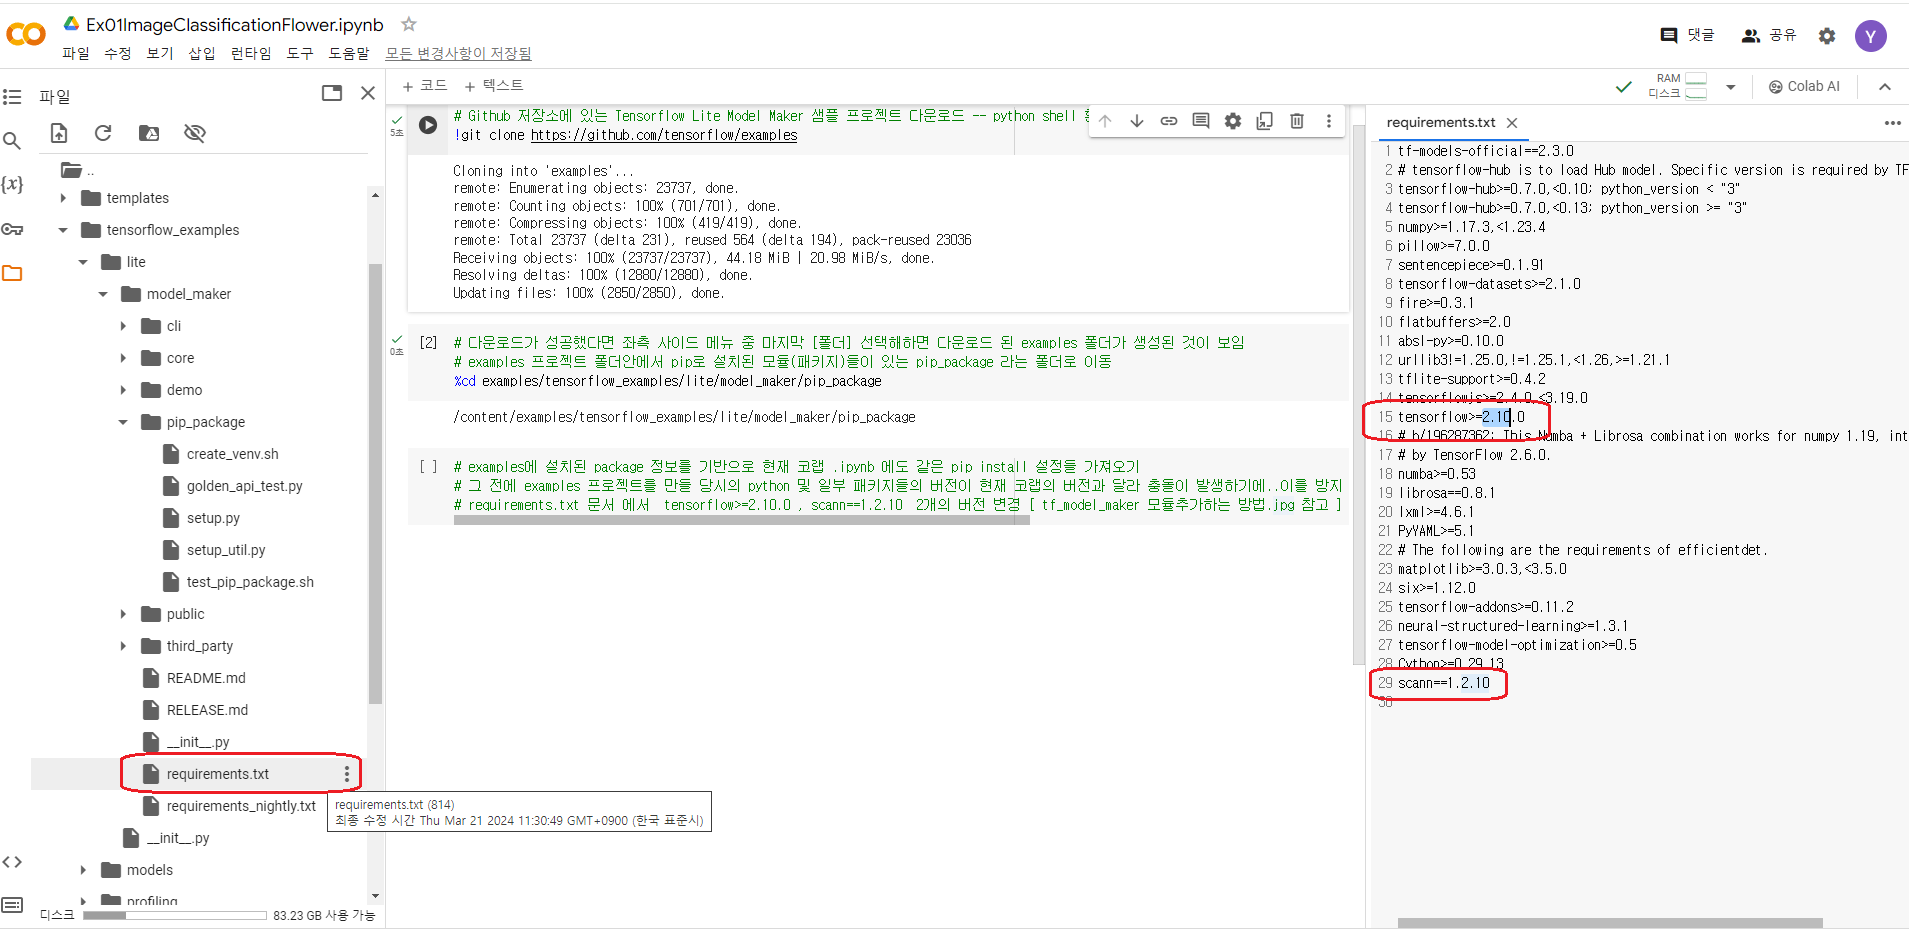 Ex01ImageClassificationFlower.ipynb
파일 수정 보기 삽입 런타임 도구 도움말 모든 변경사항이 저장됨
댓글 공유 Y
파일
+ 코드 + 텍스트
RAM
디스크
Colab AI
..
templates
tensorflow_examples
lite
model_maker
cli
core
demo
pip_package
create_venv.sh
golden_api_test.py
setup.py
setup_util.py
test_pip_package.sh
public
third_party
README.md
RELEASE.md
__init__.py
requirements.txt
requirements_nightly.txt
__init__.py
models
profiling
디스크 83.23 GB 사용 가능
requirements.txt (814)
최종 수정 시간 Thu Mar 21 2024 11:30:49 GMT+0900 (한국 표준시)
5초
# Github 저장소에 있는 Tensorflow Lite Model Maker 샘플 프로젝트 다운로드 -- python shell
!git clone https://github.com/tensorflow/examples
Cloning into 'examples'...
remote: Enumerating objects: 23737, done.
remote: Counting objects: 100% (701/701), done.
remote: Compressing objects: 100% (419/419), done.
remote: Total 23737 (delta 231), reused 564 (delta 194), pack-reused 23036
Receiving objects: 100% (23737/23737), 44.18 MiB | 20.98 MiB/s, done.
Resolving deltas: 100% (12880/12880), done.
Updating files: 100% (2850/2850), done.
0초
[2] # 다운로드가 성공했다면 좌측 사이드 메뉴 중 마지막 [폴더] 선택해하면 다운로드 된 examples 폴더가 생성된 것이 보임
# examples 프로젝트 폴더안에서 pip로 설치된 모듈(패키지)들이 있는 pip_package 라는 폴더로 이동
%cd examples/tensorflow_examples/lite/model_maker/pip_package
/content/examples/tensorflow_examples/lite/model_maker/pip_package
[ ] # examples에 설치된 package 정보를 기반으로 현재 코랩 .ipynb 에도 같은 pip install 설정을 가져오기
# 그 전에 examples 프로젝트를 만들 당시의 python 및 일부 패키지들의 버전이 현재 코랩의 버전과 달라 충돌이 발생하기에..이를 방지
# requirements.txt 문서 에서 tensorflow>=2.10.0 , scann==1.2.10 2개의 버전 변경 [ tf_model_maker 모듈추가하는 방법.jpg 참고 ]
requirements.txt
1 tf-models-official==2.3.0
2 # tensorflow-hub is to load Hub model. Specific version is required by TF
3 tensorflow-hub>=0.7.0,<0.10; python_version < "3"
4 tensorflow-hub>=0.7.0,<0.13; python_version >= "3"
5 numpy>=1.17.3,<1.23.4
6 pillow>=7.0.0
7 sentencepiece>=0.1.91
8 tensorflow-datasets>=2.1.0
9 fire>=0.3.1
10 flatbuffers>=2.0
11 absl-py>=0.10.0
12 urllib3!=1.25.0,!=1.25.1,<1.26,>=1.21.1
13 tflite-support>=0.4.2
14 tensorflowjs>=2.4.0,<3.19.0
15 tensorflow>=2.10.0
16 # b/196287362: This Numba + Librosa combination works for numpy 1.19, int
17 # by TensorFlow 2.6.0.
18 numba>=0.53
19 librosa==0.8.1
20 lxml>=4.6.1
21 PyYAML>=5.1
22 # The following are the requirements of efficientdet.
23 matplotlib>=3.0.3,<3.5.0
24 six>=1.12.0
25 tensorflow-addons>=0.11.2
26 neural-structured-learning>=1.3.1
27 tensorflow-model-optimization>=0.5
28 Cython>=0.29.13
29 scann==1.2.10
30